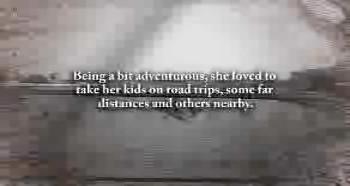 Being a bit adventurous, she loved to
take her kids on road trips, some far
distances and others nearby.